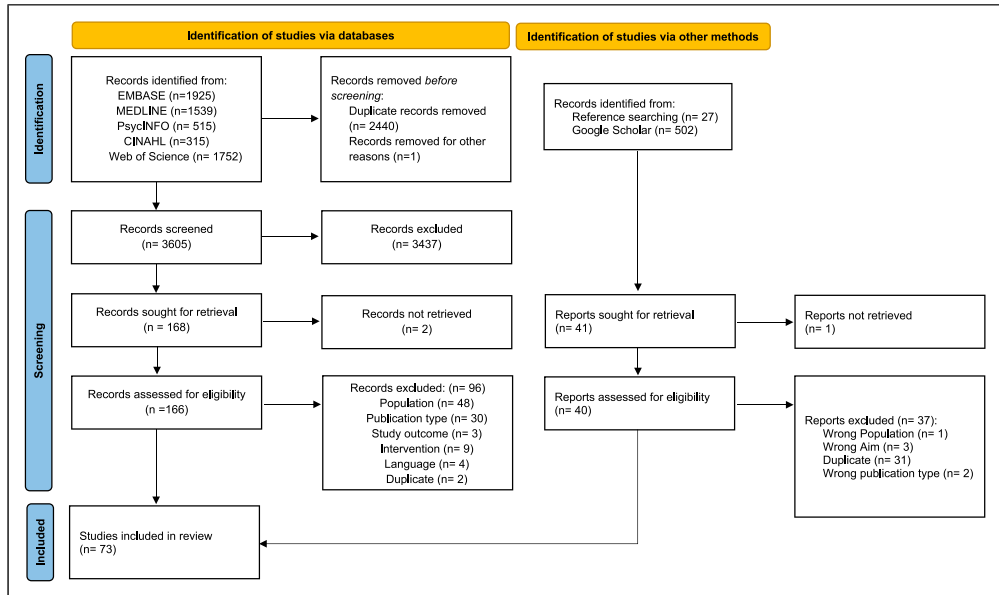 Identification of studies via databases
Identification of studies via other methods
Identification
Records identified from:
EMBASE (n=1925)
MEDLINE (n=1539)
PsycINFO (n= 515)
CINAHL (n=315)
Web of Science (n= 1752)
Records removed before
screening:
Duplicate records removed
(n= 2440)
Records removed for other
reasons (n=1)
Records identified from:
Reference searching (n= 27)
Google Scholar (n= 502)
Screening
Records screened
(n= 3605)
Records excluded
(n= 3437)
Records sought for retrieval
(n = 168)
Records not retrieved
(n= 2)
Reports sought for retrieval
(n= 41)
Reports not retrieved
(n= 1)
Records assessed for eligibility
(n =166)
Records excluded: (n= 96)
Population (n= 48)
Publication type (n= 30)
Study outcome (n= 3)
Intervention (n= 9)
Language (n= 4)
Duplicate (n= 2)
Reports assessed for eligibility
(n= 40)
Reports excluded (n= 37):
Wrong Population (n= 1)
Wrong Aim (n= 3)
Duplicate (n= 31)
Wrong publication type (n= 2)
Included
Studies included in review
(n= 73)